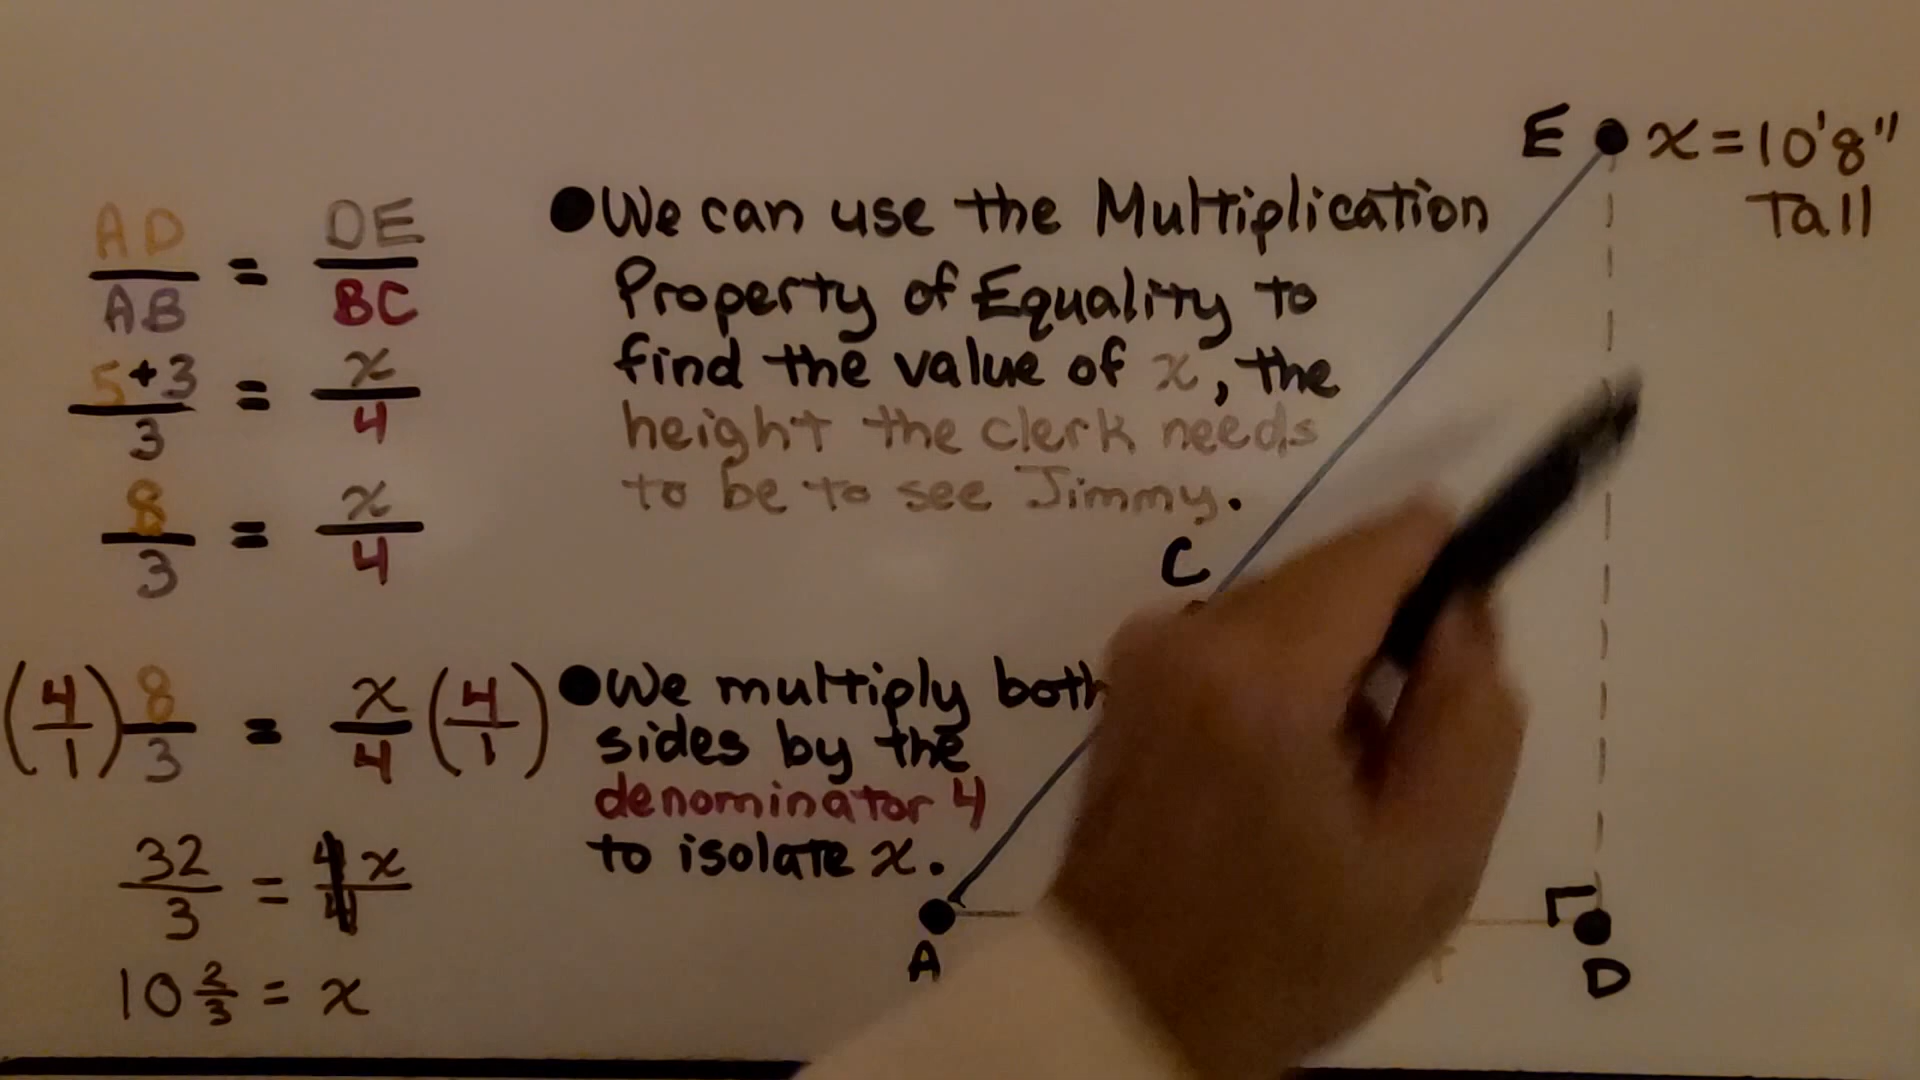 AD/AB = DE/BC
5+3/3 = x/4
8/3 = x/4
(4/1) 8/3 = x/4 (4/1)
32/3 = 4x/4
10 2/3 = x
●We can use the Multiplication
Property of Equality to
find the value of x, the
height the clerk needs
to be to see Jimmy.
●We multiply both
sides by the
denominator 4
to isolate x.
E
x=10'8"
Tall
C
A
D